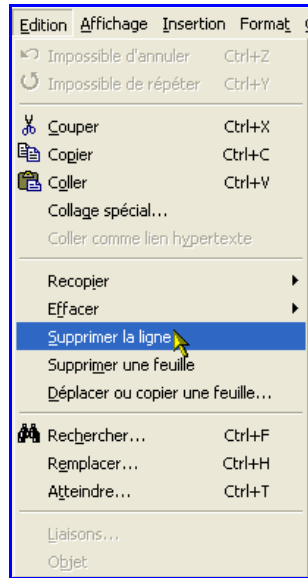 Edition Affichage Insertion Format
Impossible d'annuler Ctrl+Z
Impossible de répéter Ctrl+Y
Couper Ctrl+X
Copier Ctrl+C
Coller Ctrl+V
Collage spécial...
Coller comme lien hypertexte
Recopier
Effacer
Supprimer la ligne
Supprimer une feuille
Déplacer ou copier une feuille...
Rechercher... Ctrl+F
Remplacer... Ctrl+H
Atteindre... Ctrl+T
Liaisons...
Objet